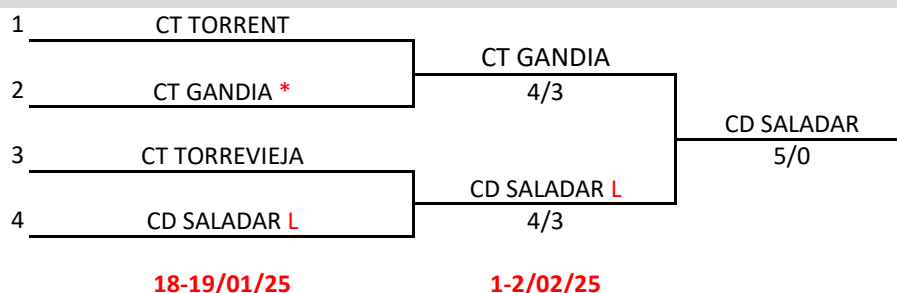 1 CT TORRENT
CT GANDIA
2 CT GANDIA *
4/3
CD SALADAR
3 CT TORREVIEJA
5/0
CD SALADAR L
4 CD SALADAR L
4/3
18-19/01/25
1-2/02/25